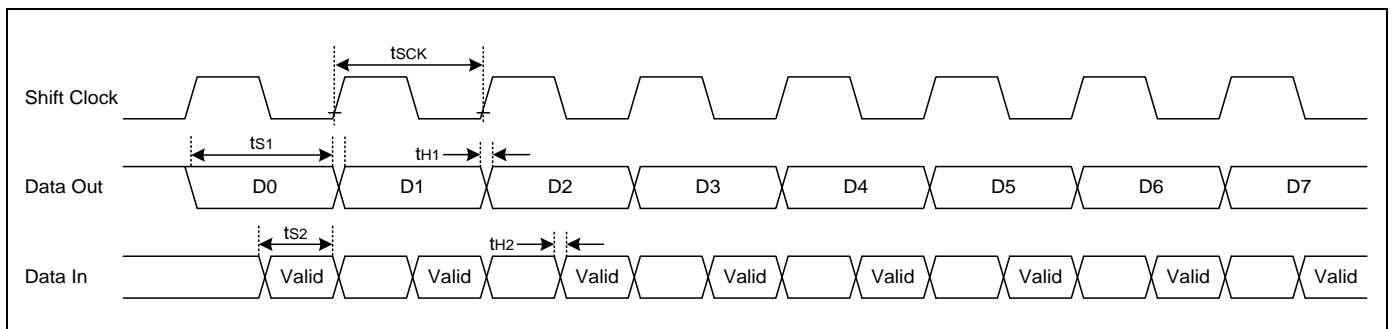 tSCK
Shift Clock
tS1
tH1
Data Out D0 D1 D2 D3 D4 D5 D6 D7
tS2
tH2
Data In Valid Valid Valid Valid Valid Valid Valid Valid